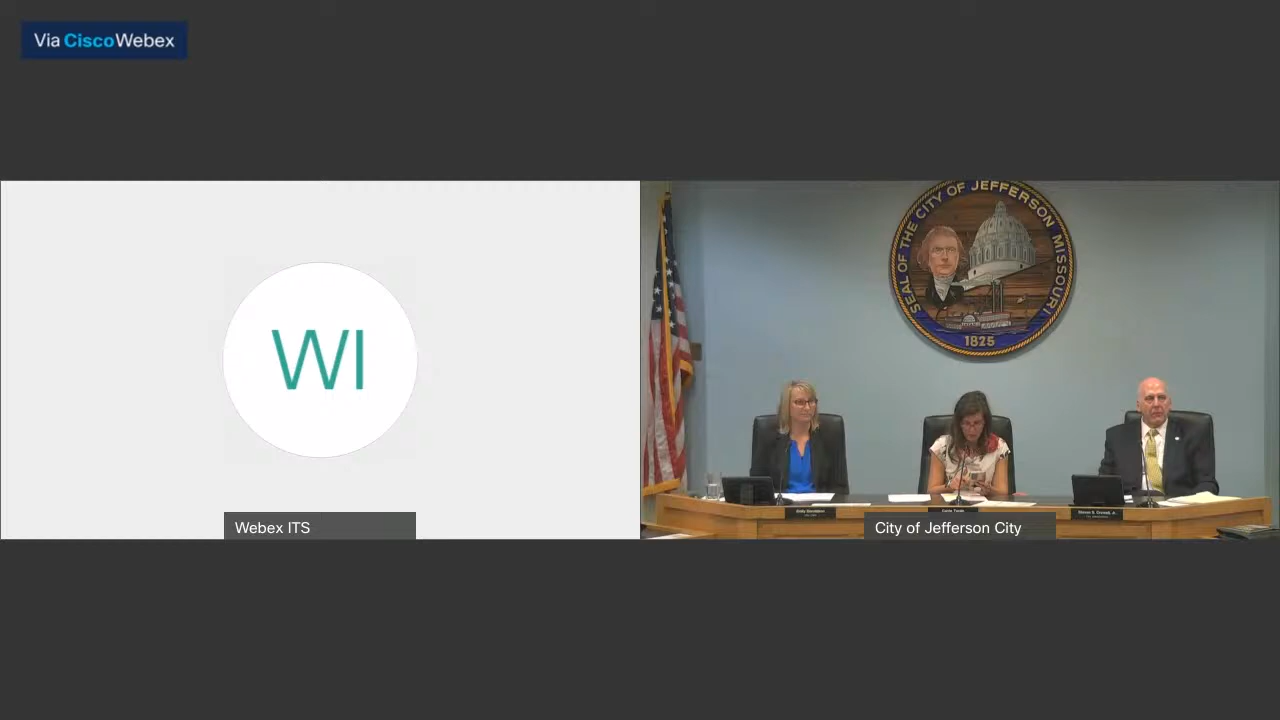 Via CiscoWebex
WI
Webex ITS
SEAL OF THE CITY OF JEFFERSON MISSOURI
1825
City of Jefferson City